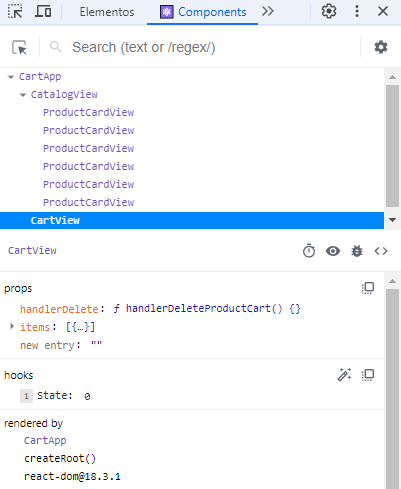 Elementos Components
Search (text or /regex/)
CartApp
CatalogView
ProductCardView
ProductCardView
ProductCardView
ProductCardView
ProductCardView
ProductCardView
CartView
CartView
props
handlerDelete: ƒ handlerDeleteProductCart() {}
items: [{…}]
new entry: ""
hooks
1 State: 0
rendered by
CartApp
createRoot()
react-dom@18.3.1